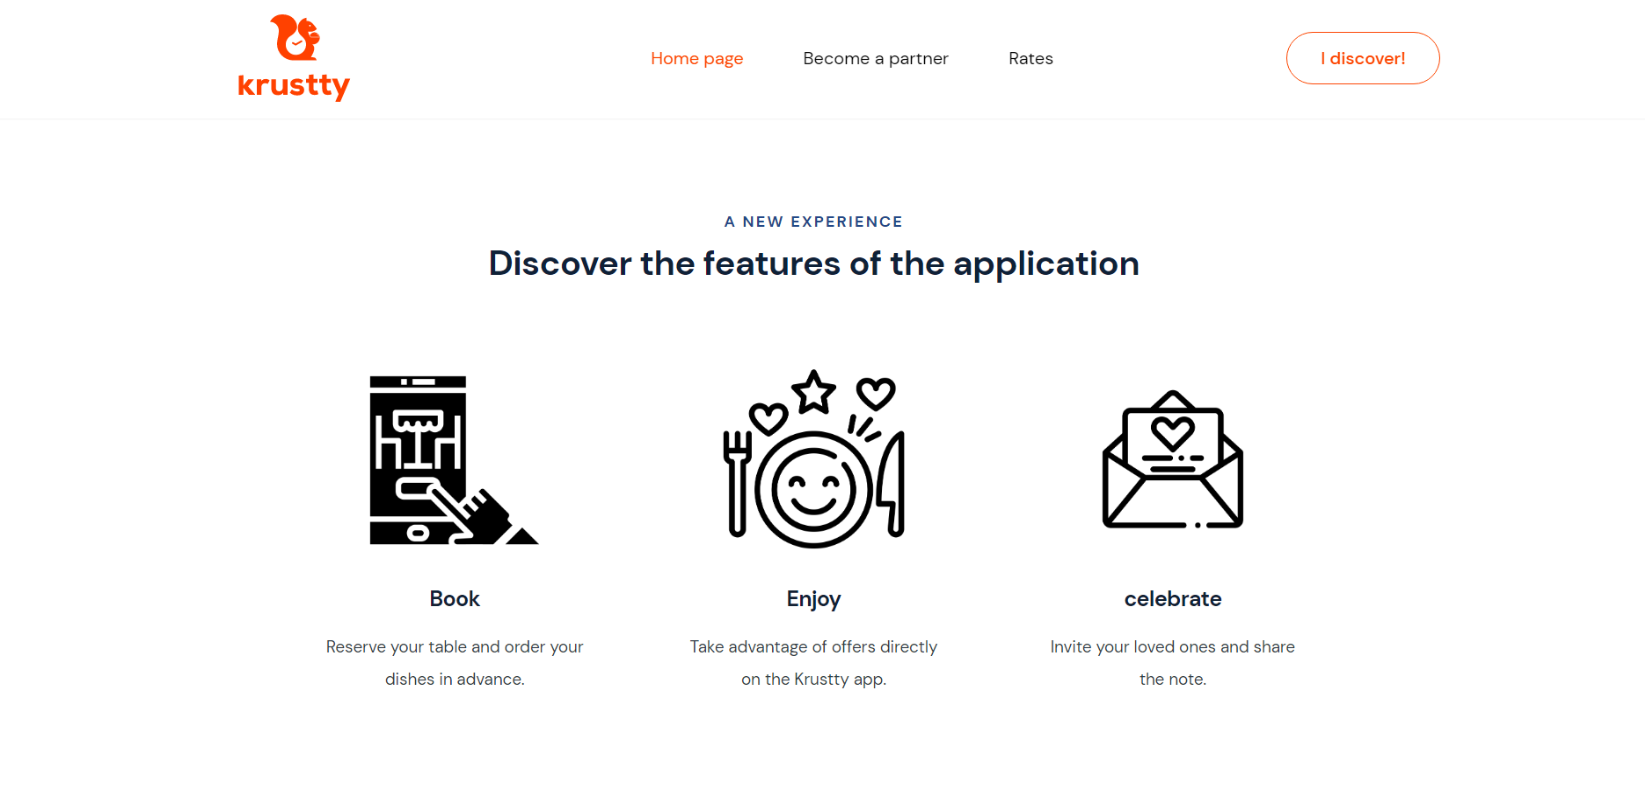 krustty
Home page
Become a partner
Rates
I discover!
A NEW EXPERIENCE
Discover the features of the application
Book
Reserve your table and order your
dishes in advance.
Enjoy
Take advantage of offers directly
on the Krustty app.
celebrate
Invite your loved ones and share
the note.